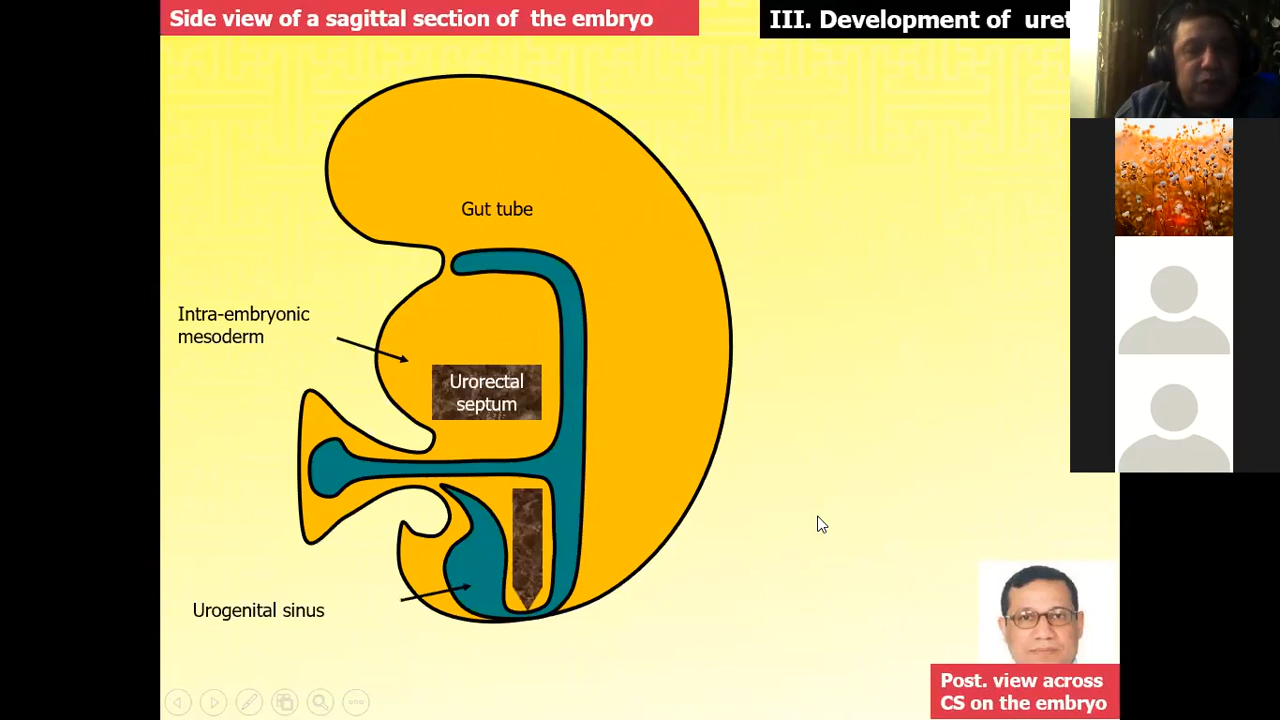 Side view of a sagittal section of the embryo
III. Development of
Gut tube
Intra-embryonic
mesoderm
Urorectal
septum
Urogenital sinus
Post. view across
CS on the embryo